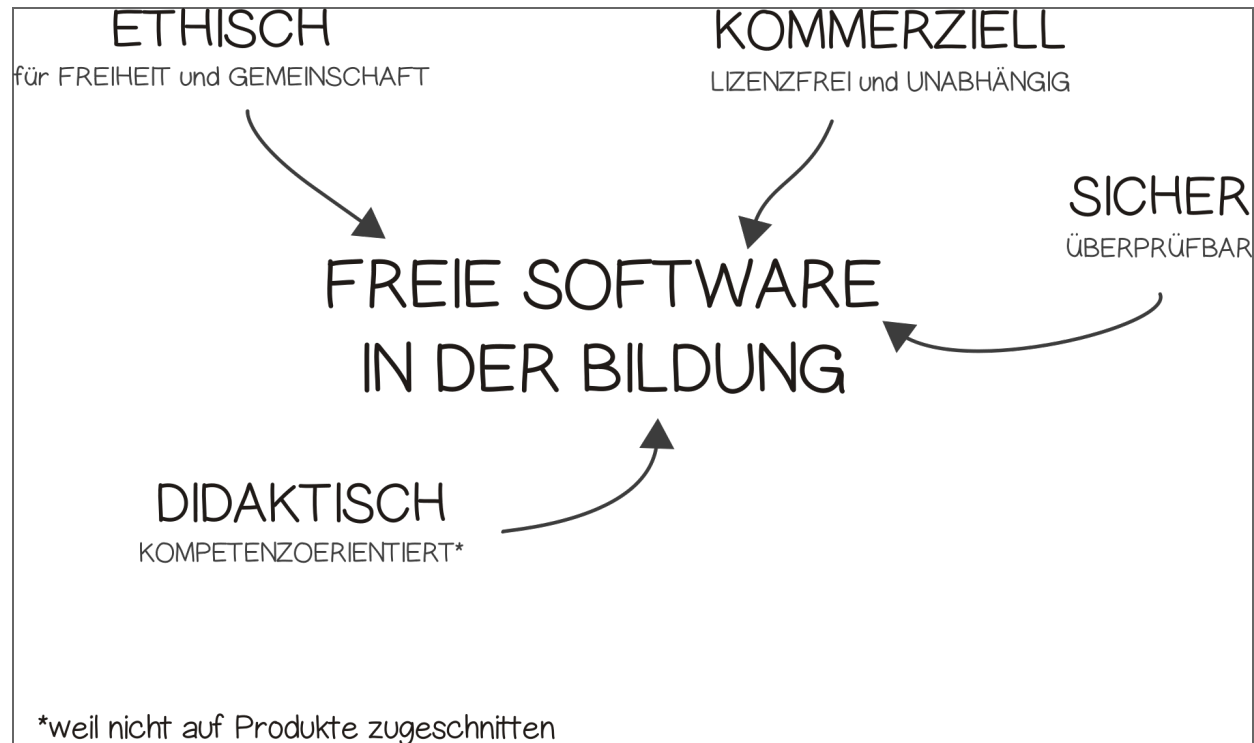 ETHISCH
für FREIHEIT und GEMEINSCHAFT
KOMMERZIELL
LIZENZFREI und UNABHÄNGIG
SICHER
ÜBERPRÜFBAR
FREIE SOFTWARE
IN DER BILDUNG
DIDAKTISCH
KOMPETENZOERIENTIERT*
*weil nicht auf Produkte zugeschnitten